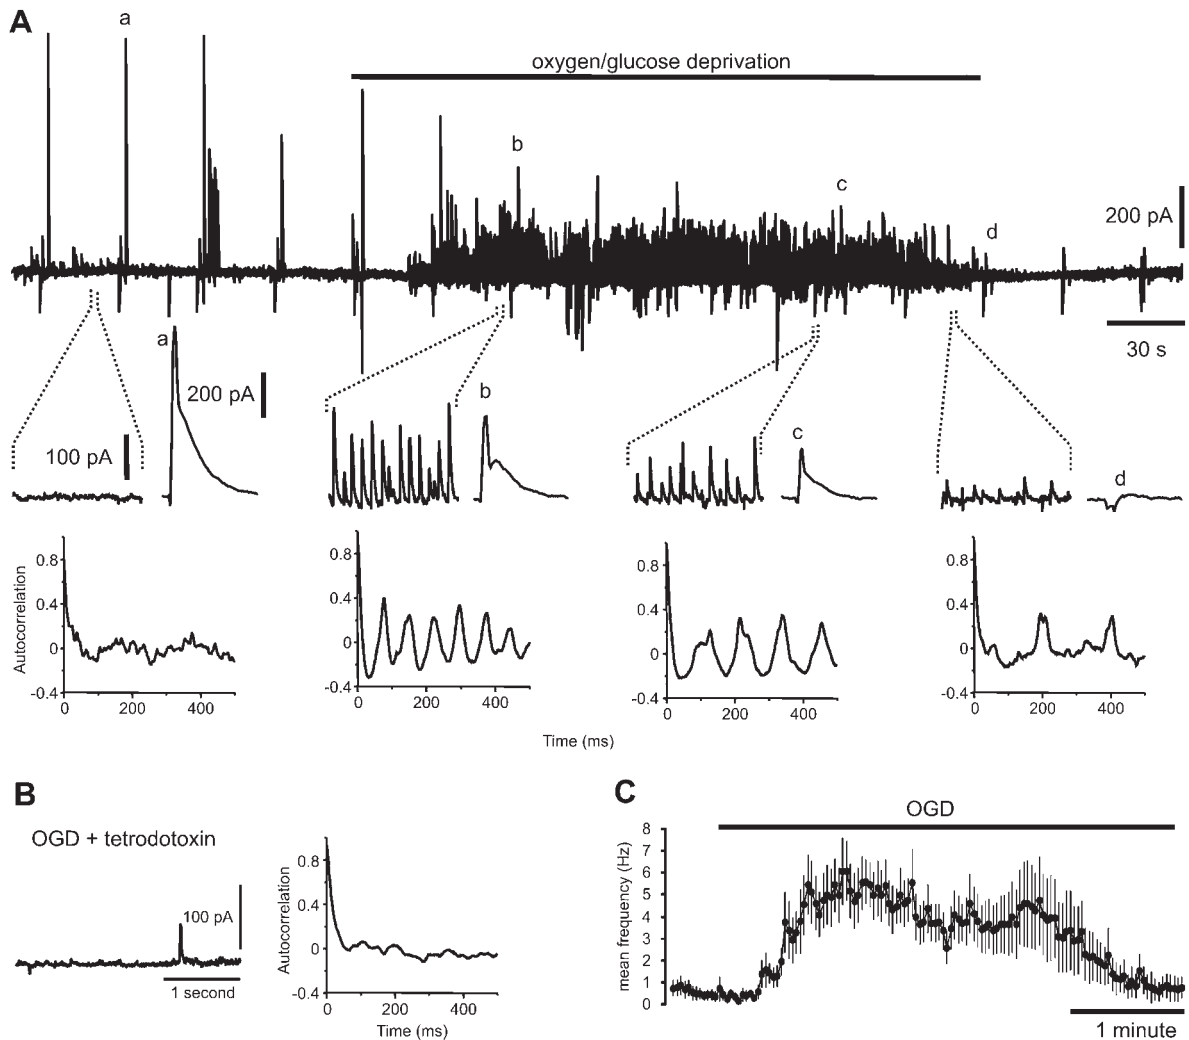 A
a
oxygen/glucose deprivation
b
c
d
200 pA
30 s
a
200 pA
100 pA
b
c
d
Autocorrelation
0.8
0.4
0
-0.4
0 200 400
0.8
0.4
0
-0.4
0 200 400
0.8
0.4
0
-0.4
0 200 400
0.8
0.4
0
-0.4
0 200 400
Time (ms)
B
OGD + tetrodotoxin
100 pA
1 second
Autocorrelation
0.8
0.4
0
-0.4
0 200 400
Time (ms)
C
OGD
mean frequency (Hz)
8
7
6
5
4
3
2
1
0
1 minute